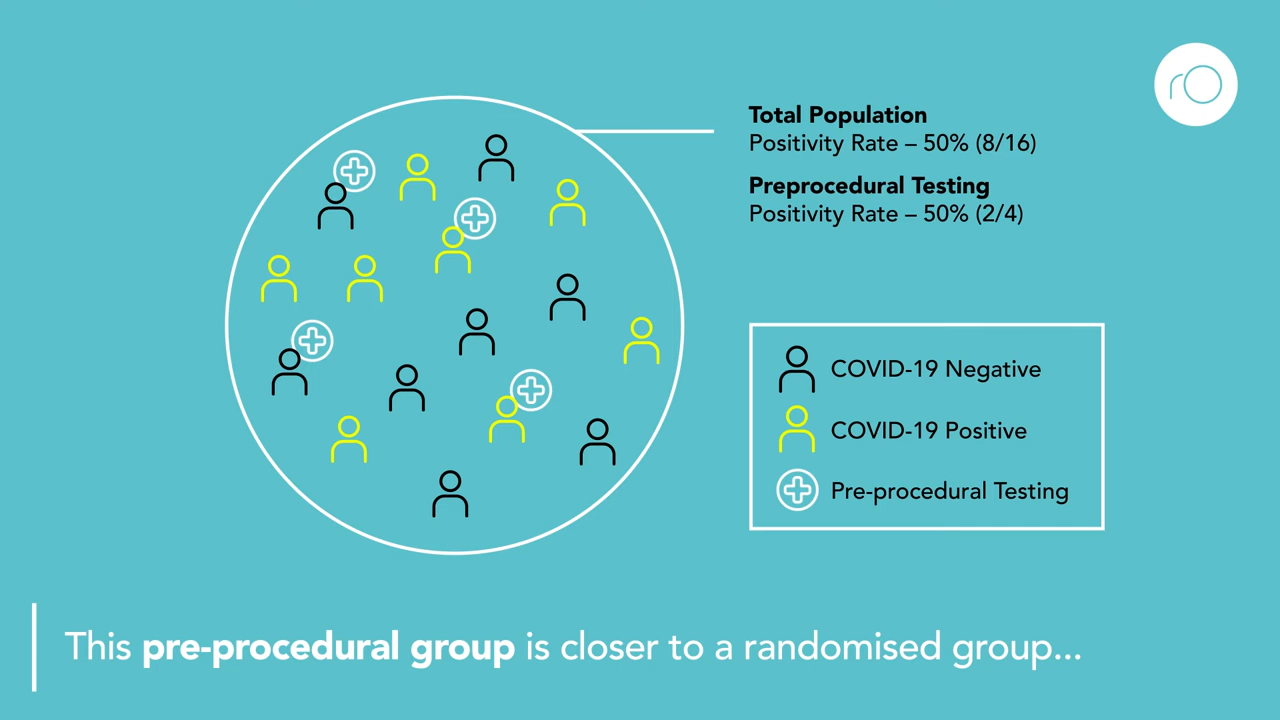 rO
Total Population
Positivity Rate – 50% (8/16)
Preprocedural Testing
Positivity Rate – 50% (2/4)
COVID-19 Negative
COVID-19 Positive
Pre-procedural Testing
This pre-procedural group is closer to a randomised group...